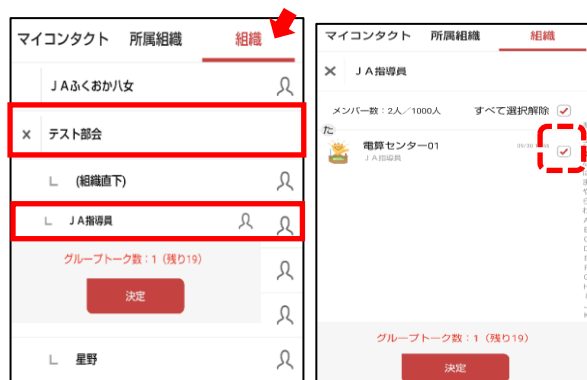 マイコンタクト 所属組織 組織
JAふくおか八女
× テスト部会
∟ (組織直下)
∟ JA指導員
グループトーク数：1（残り19）
決定
∟ 星野
マイコンタクト 所属組織 組織
× JA指導員
メンバー数：2人／1000人 すべて選択解除
た
電算センター01
JA指導員
グループトーク数：1（残り19）
決定